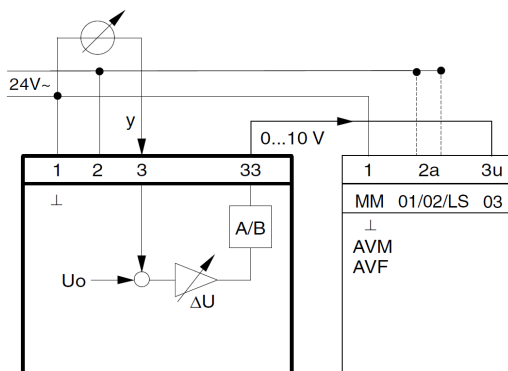 24V~
y
0...10 V
1 2 3 33
1 2a 3u
⊥
MM 01/02/LS 03
A/B
⊥
AVM
AVF
Uo
ΔU